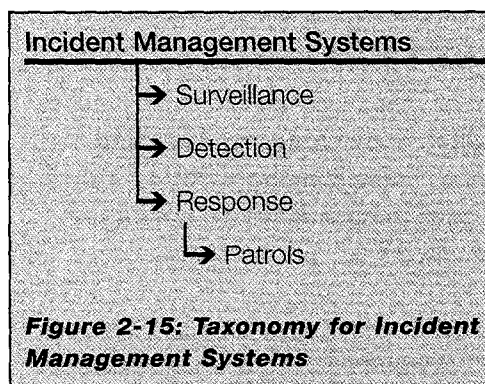 Incident Management Systems
Surveillance
Detection
Response
Patrols
Figure 2-15: Taxonomy for Incident
Management Systems